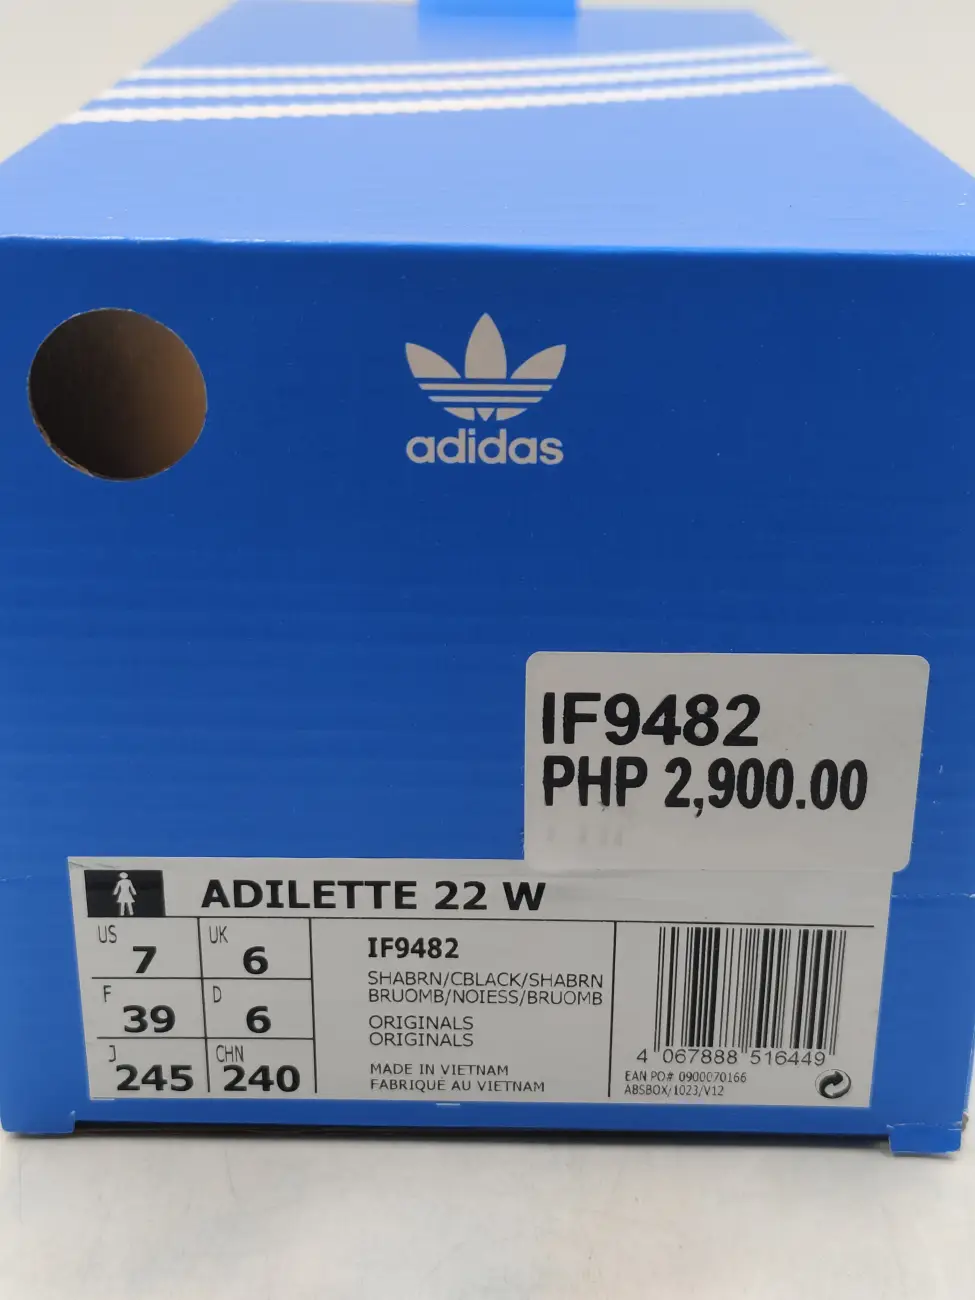 adidas
IF9482
PHP 2,900.00
ADILETTE 22 W
US 7
UK 6
F 39
D 6
J 245
CHN 240
IF9482
SHABRN/CBLACK/SHABRN
BRUOMB/NOIESS/BRUOMB
ORIGINALS
ORIGINALS
MADE IN VIETNAM
FABRIQUÉ AU VIETNAM
4 067888 516449
EAN PO# 0900070166
ABSBOX/1023/V12